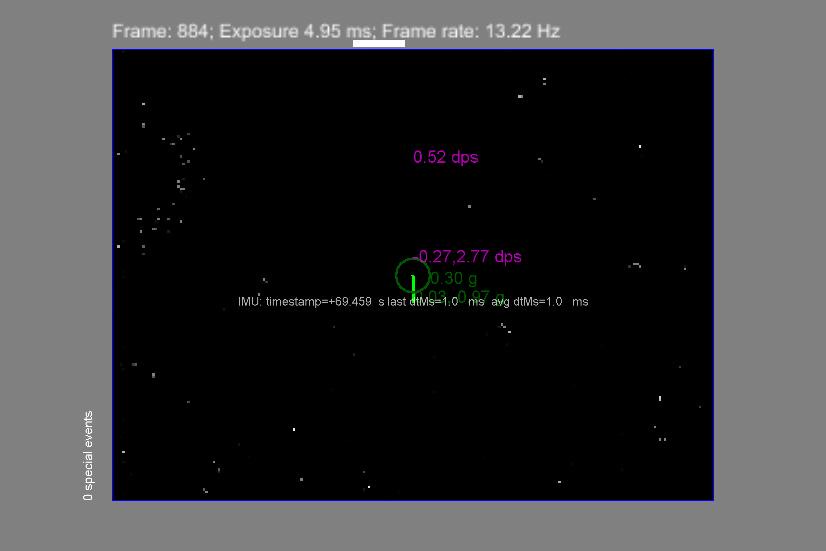 Frame: 884; Exposure 4.95 ms; Frame rate: 13.22 Hz
0.52 dps
-0.27,2.77 dps
0.30 g
0.97 g
IMU: timestamp=+69.459 s last dtMs=1.0 ms avg dtMs=1.0 ms
0 special events